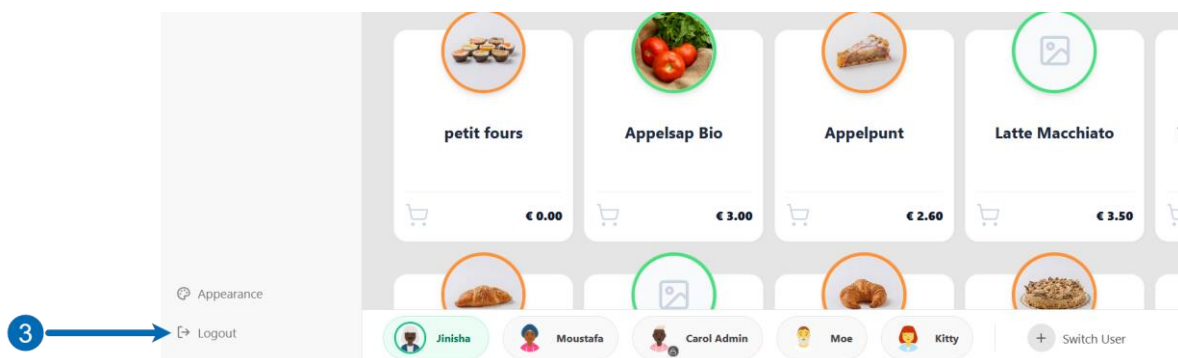 petit fours
Appelsap Bio
Appelpunt
Latte Macchiato
€ 0.00
€ 3.00
€ 2.60
€ 3.50
Appearance
3
Logout
Jinisha
Moustafa
Carol Admin
Moe
Kitty
+ Switch User